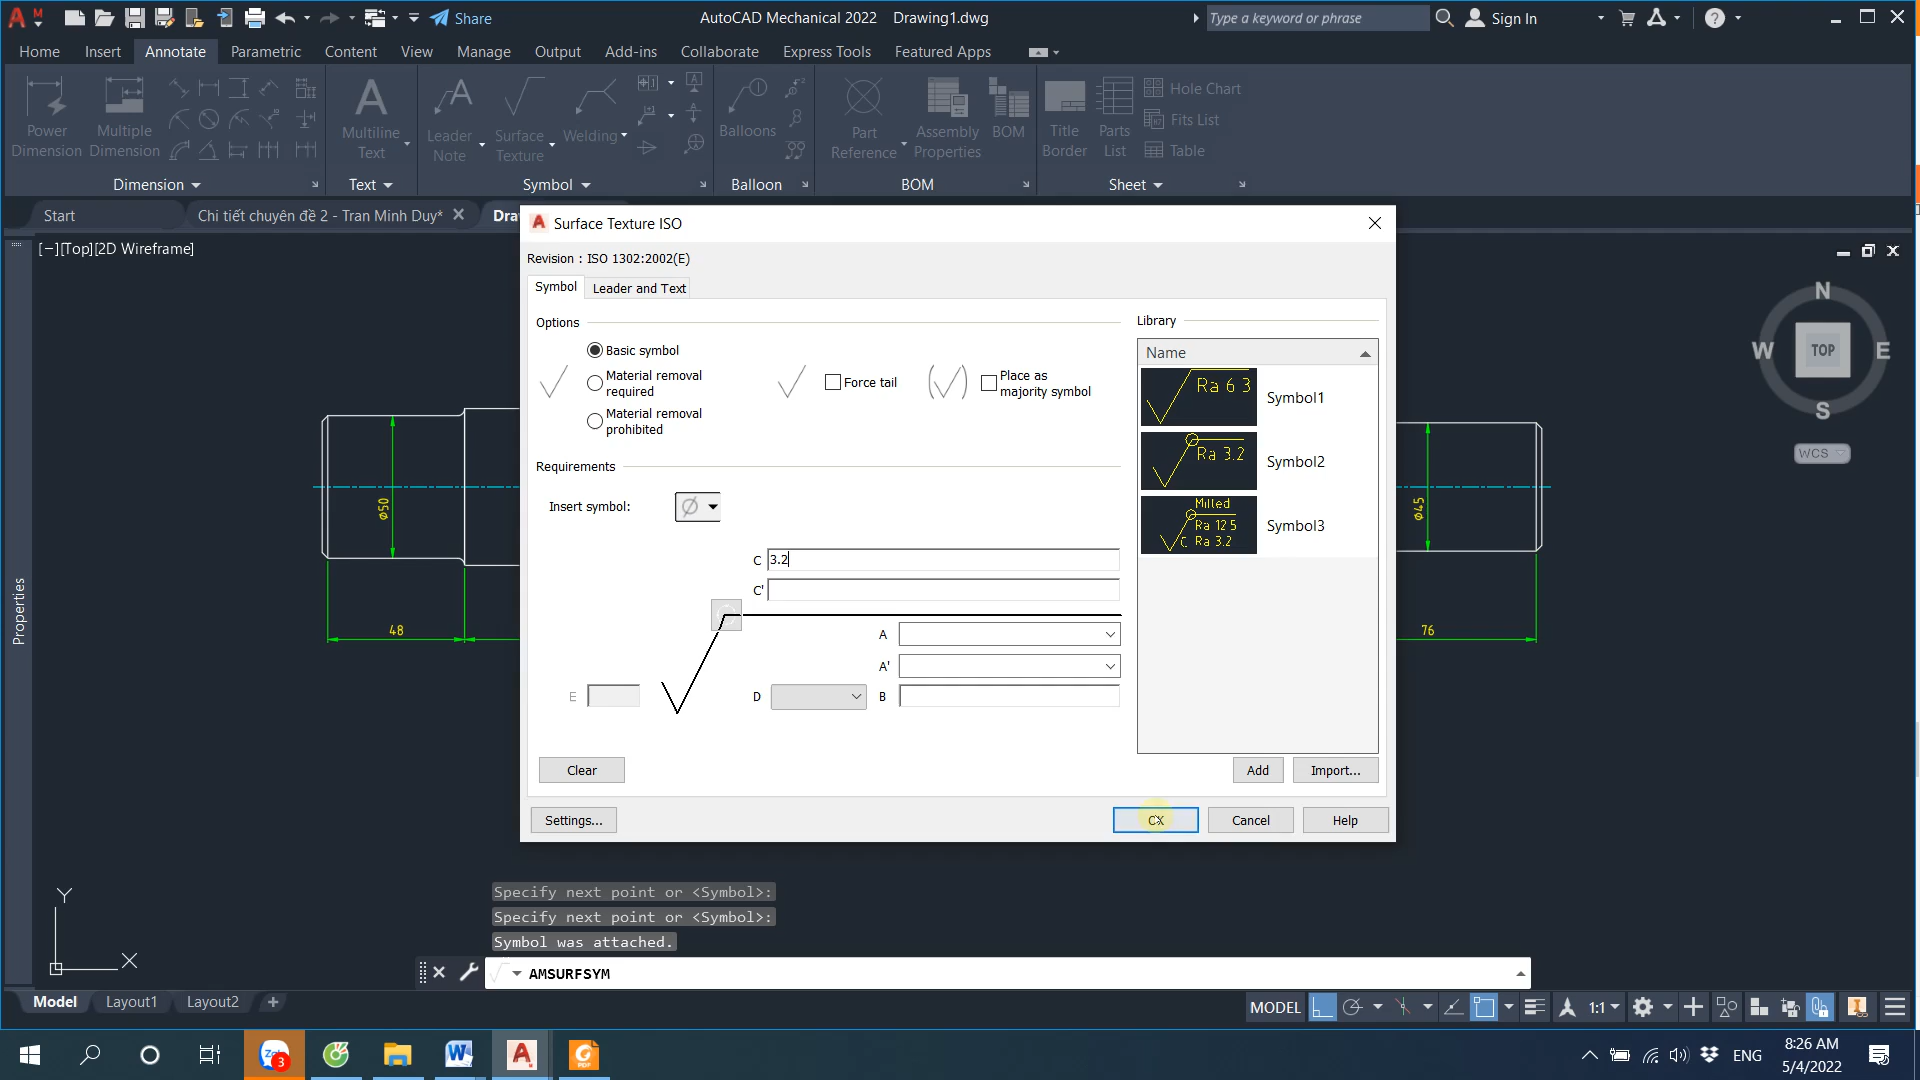 Share
AutoCAD Mechanical 2022 Drawing1.dwg
Type a keyword or phrase
Sign In
Home Insert Annotate Parametric Content View Manage Output Add-ins Collaborate Express Tools Featured Apps
Power Dimension
Multiple Dimension
Multiline Text
Leader Note
Surface Texture
Welding
Balloons
Part Reference
Assembly Properties
BOM
Title Border
Parts List
Hole Chart
Fits List
Table
Dimension
Text
Symbol
Balloon
BOM
Sheet
Start
Chi tiết chuyên đề 2 - Tran Minh Duy*
Dra
[−][Top][2D Wireframe]
Properties
N
W
TOP
E
S
WCS
ø50
48
ø45
76
Surface Texture ISO
Revision : ISO 1302:2002(E)
Symbol
Leader and Text
Options
Basic symbol
Material removal required
Material removal prohibited
Force tail
Place as majority symbol
Requirements
Insert symbol:
C 3.2
C'
A
A'
E
D
B
Library
Name
Ra 6 3
Symbol1
Ra 3.2
Symbol2
Milled
Ra 12 5
C Ra 3.2
Symbol3
Clear
Add
Import...
Settings...
OK
Cancel
Help
Specify next point or <Symbol>:
Specify next point or <Symbol>:
Symbol was attached.
AMSURFSYM
Y
X
Model
Layout1
Layout2
MODEL
1:1
3
ENG
8:26 AM
5/4/2022